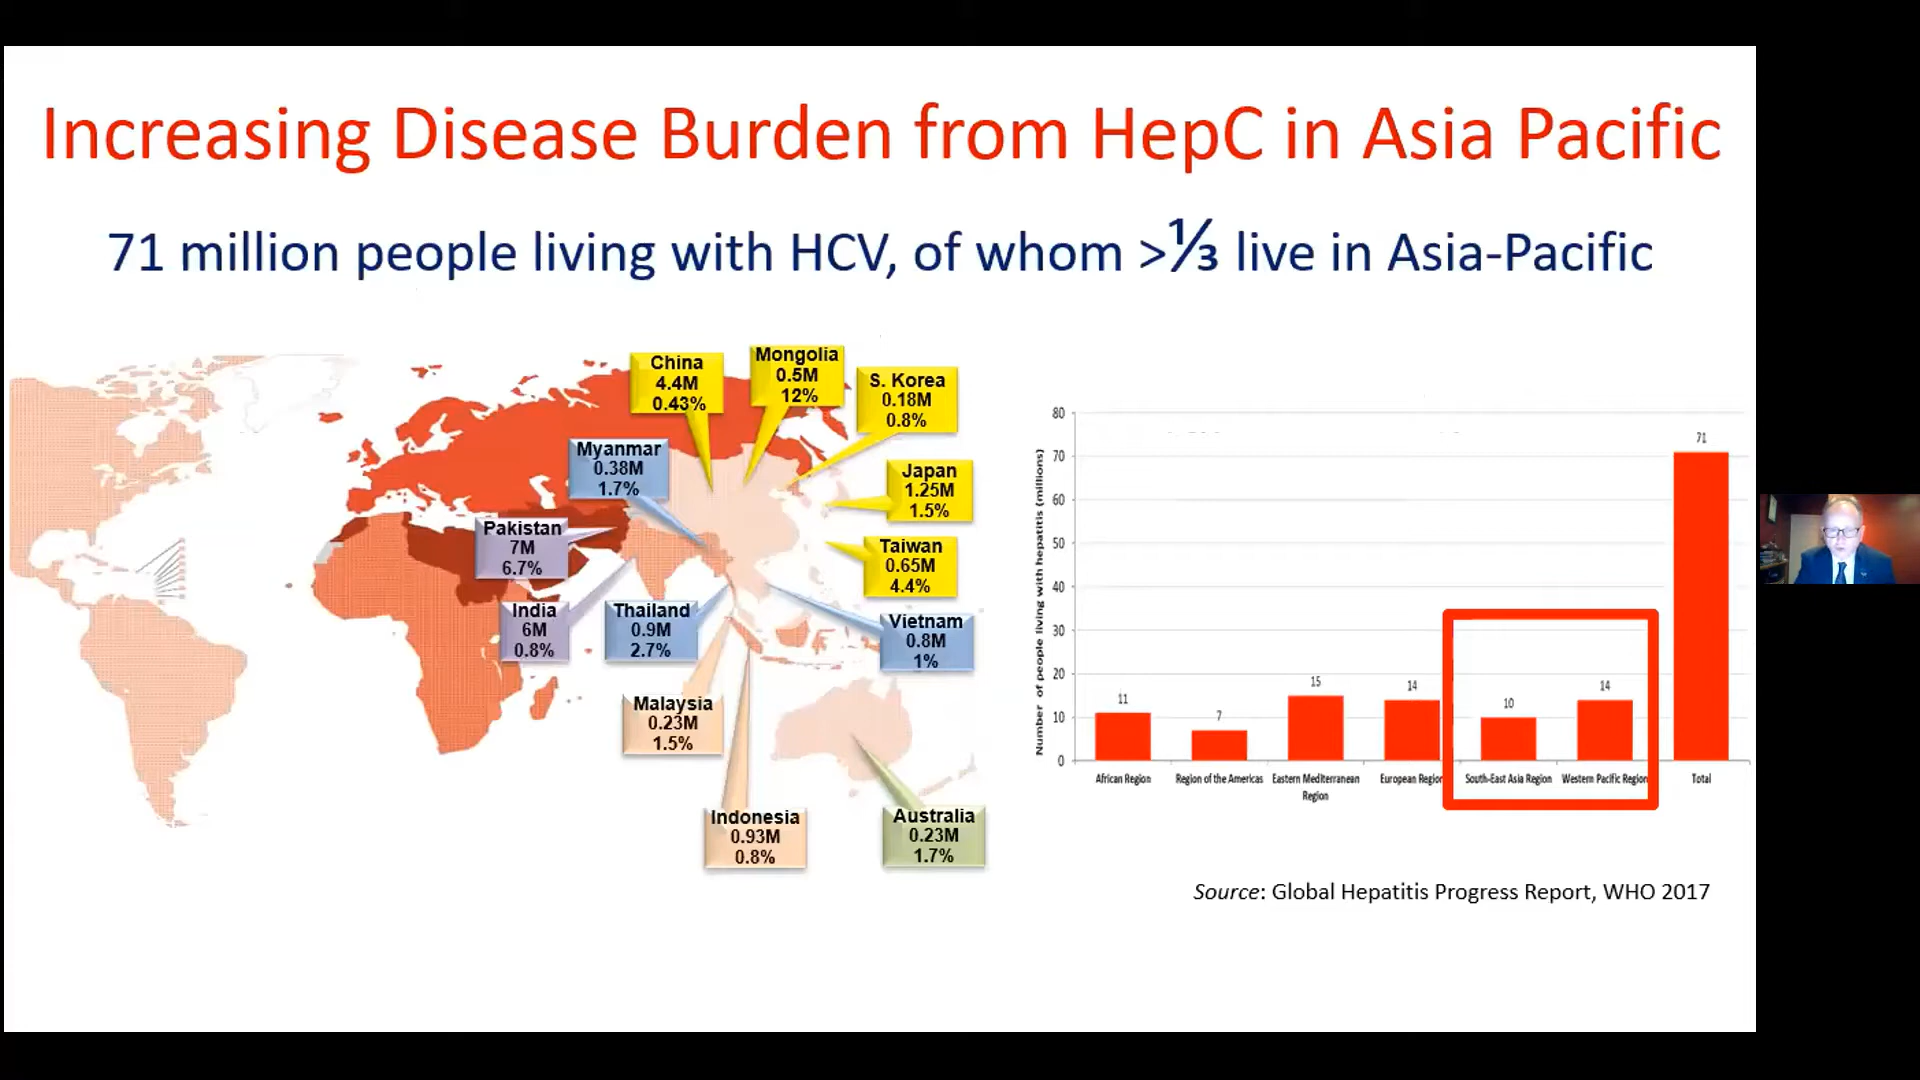 Increasing Disease Burden from HepC in Asia Pacific
71 million people living with HCV, of whom >⅓ live in Asia-Pacific
China
4.4M
0.43%
Mongolia
0.5M
12%
S. Korea
0.18M
0.8%
Myanmar
0.38M
1.7%
Japan
1.25M
1.5%
Pakistan
7M
6.7%
Taiwan
0.65M
4.4%
India
6M
0.8%
Thailand
0.9M
2.7%
Vietnam
0.8M
1%
Malaysia
0.23M
1.5%
Indonesia
0.93M
0.8%
Australia
0.23M
1.7%
Number of people living with hepatitis (millions)
80
70
60
50
40
30
20
10
0
11
7
15
14
10
14
71
African Region
Region of the Americas
Eastern Mediterranean
Region
European Region
South-East Asia Region
Western Pacific Region
Total
Source: Global Hepatitis Progress Report, WHO 2017